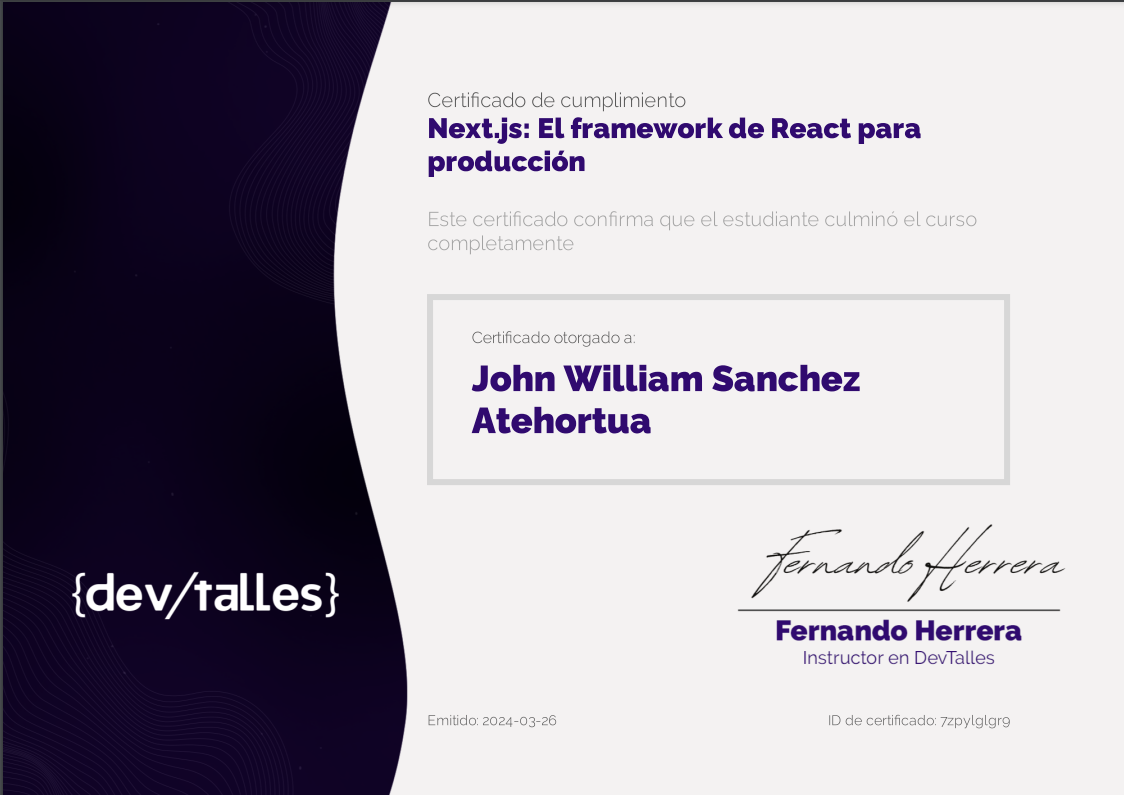 Certificado de cumplimiento
Next.js: El framework de React para
producción
Este certificado confirma que el estudiante culminó el curso
completamente
Certificado otorgado a:
John William Sanchez
Atehortua
{dev/talles}
Fernando Herrera
Fernando Herrera
Instructor en DevTalles
Emitido: 2024-03-26
ID de certificado: 7zpylglgr9